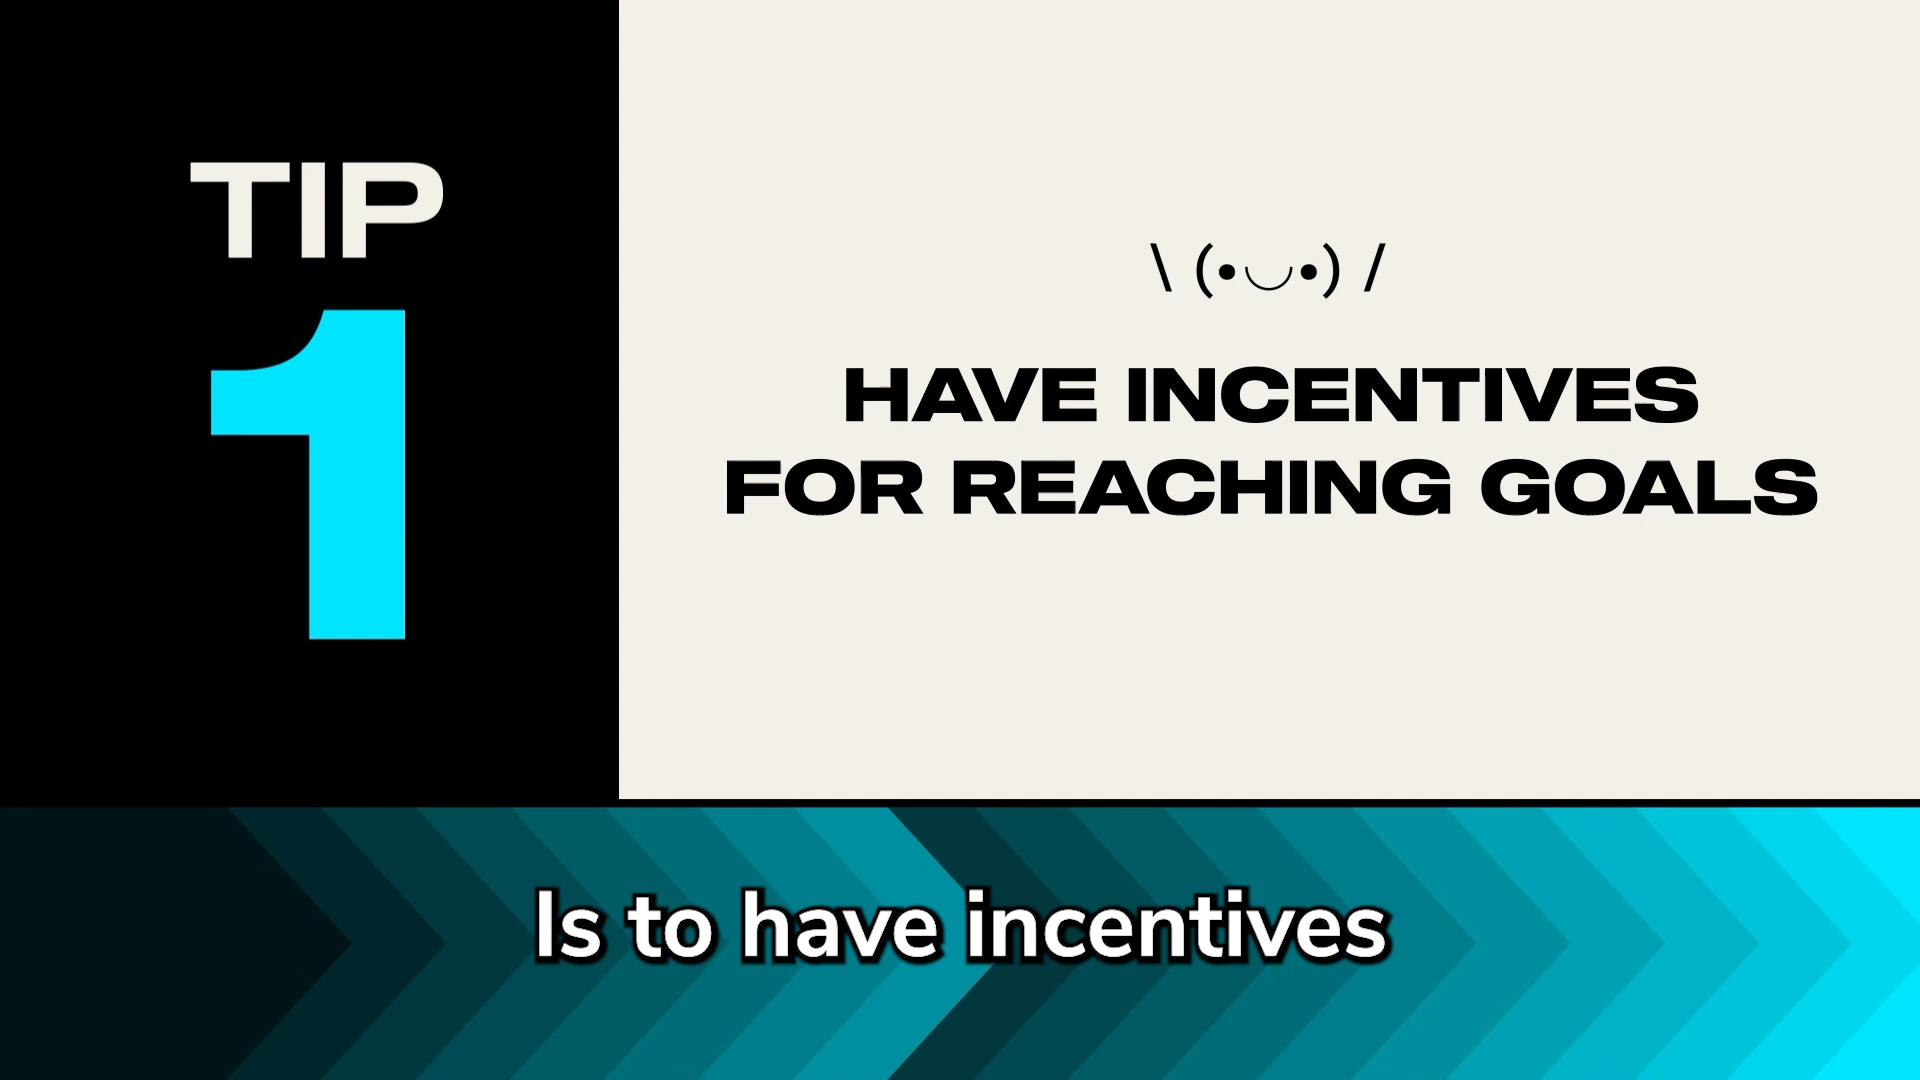 TIP
1
\ (•◡•) /
HAVE INCENTIVES
FOR REACHING GOALS
Is to have incentives